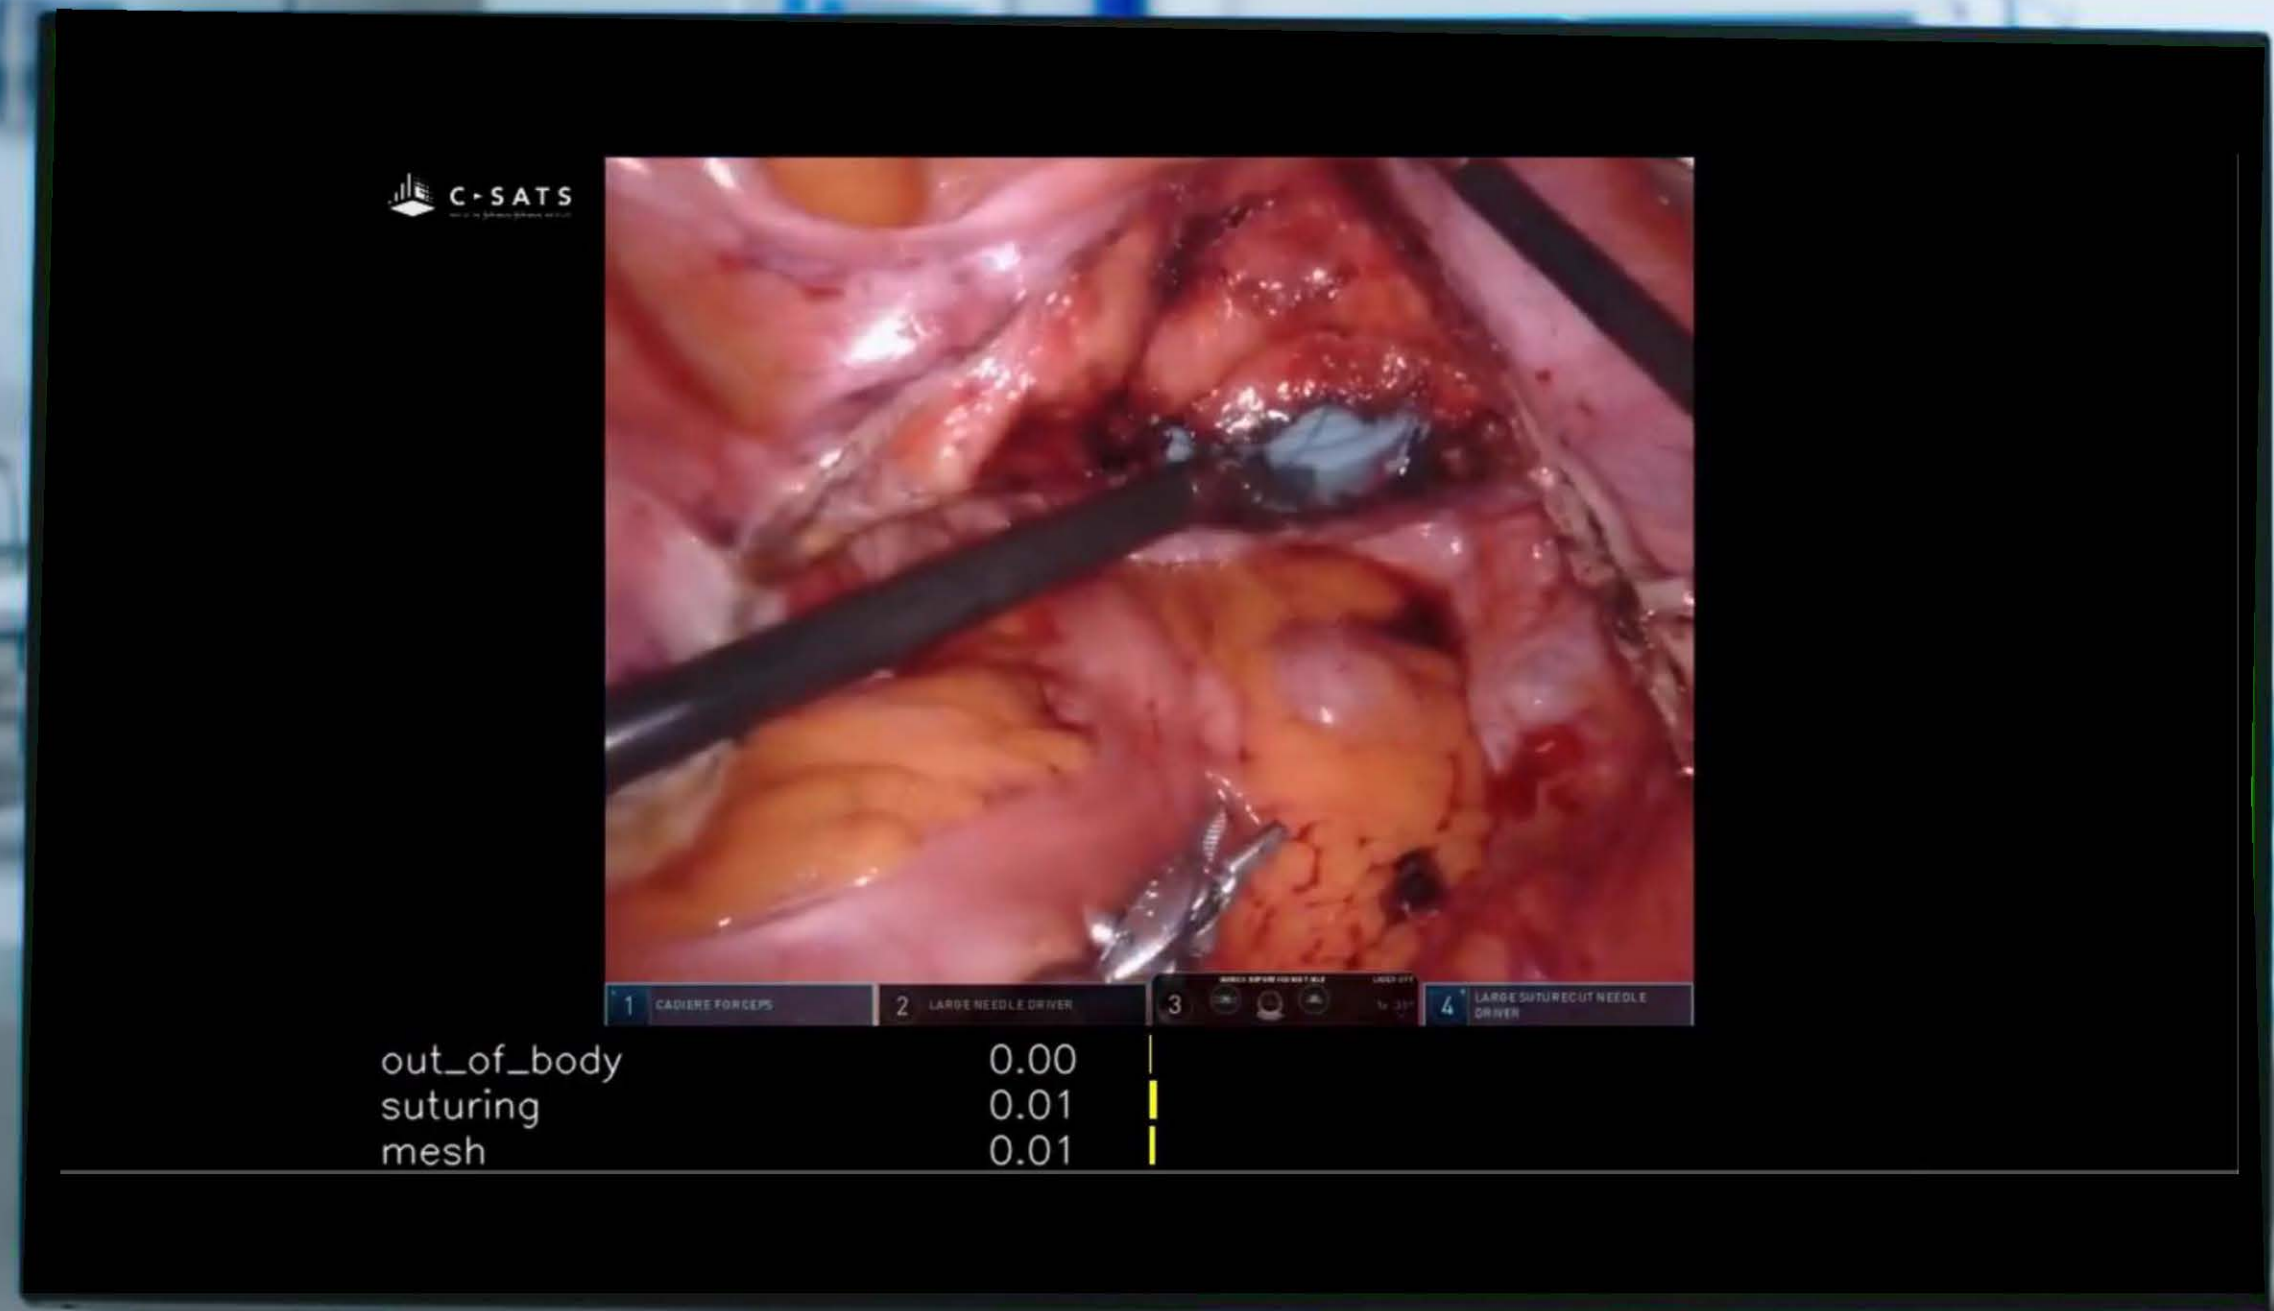 C-SATS
1 CADIERE FORCEPS
2 LARGE NEEDLE DRIVER
3
4 LARGE SUTURECUT NEEDLE
DRIVER
out_of_body 0.00
suturing 0.01
mesh 0.01